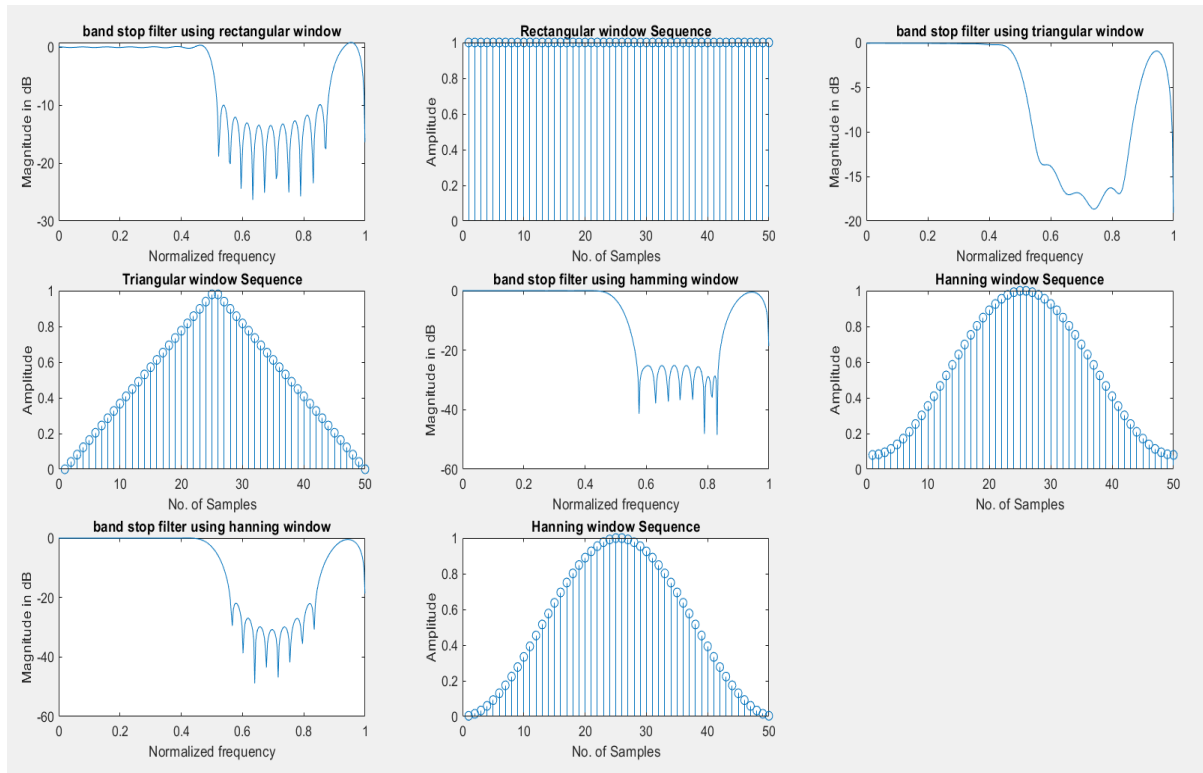 band stop filter using rectangular window
Magnitude in dB
0
-10
-20
-30
0 0.2 0.4 0.6 0.8 1
Normalized frequency
Rectangular window Sequence
Amplitude
1
0.8
0.6
0.4
0.2
0
0 10 20 30 40 50
No. of Samples
band stop filter using triangular window
Magnitude in dB
0
-5
-10
-15
-20
0 0.2 0.4 0.6 0.8 1
Normalized frequency
Triangular window Sequence
Amplitude
1
0.8
0.6
0.4
0.2
0
0 10 20 30 40 50
No. of Samples
band stop filter using hamming window
Magnitude in dB
0
-20
-40
-60
0 0.2 0.4 0.6 0.8 1
Normalized frequency
Hanning window Sequence
Amplitude
1
0.8
0.6
0.4
0.2
0
0 10 20 30 40 50
No. of Samples
band stop filter using hanning window
Magnitude in dB
0
-20
-40
-60
0 0.2 0.4 0.6 0.8 1
Normalized frequency
Hanning window Sequence
Amplitude
1
0.8
0.6
0.4
0.2
0
0 10 20 30 40 50
No. of Samples